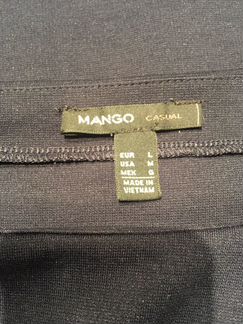 MANGO CASUAL
EUR L
USA M
MEX G
MADE IN
VIETNAM